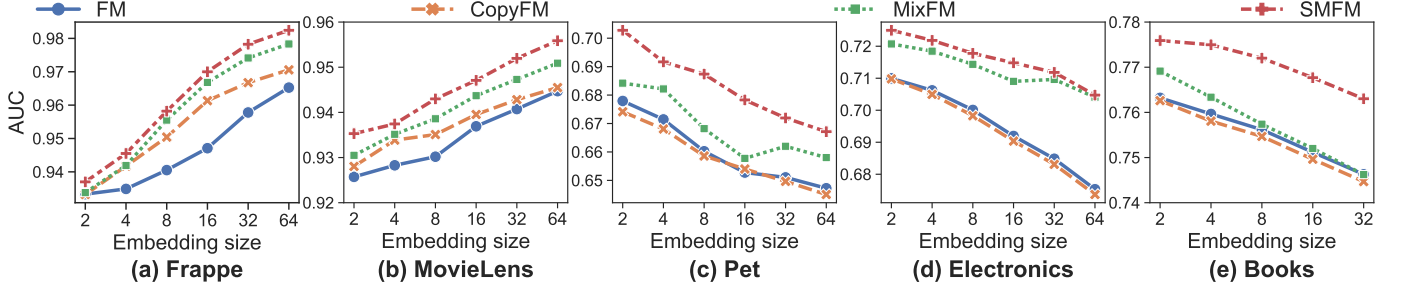 FM CopyFM MixFM SMFM
AUC
0.98
0.97
0.96
0.95
0.94
2 4 8 16 32 64
Embedding size
(a) Frappe
0.96
0.95
0.94
0.93
0.92
2 4 8 16 32 64
Embedding size
(b) MovieLens
0.70
0.69
0.68
0.67
0.66
0.65
2 4 8 16 32 64
Embedding size
(c) Pet
0.72
0.71
0.70
0.69
0.68
2 4 8 16 32 64
Embedding size
(d) Electronics
0.78
0.77
0.76
0.75
0.74
2 4 8 16 32
Embedding size
(e) Books